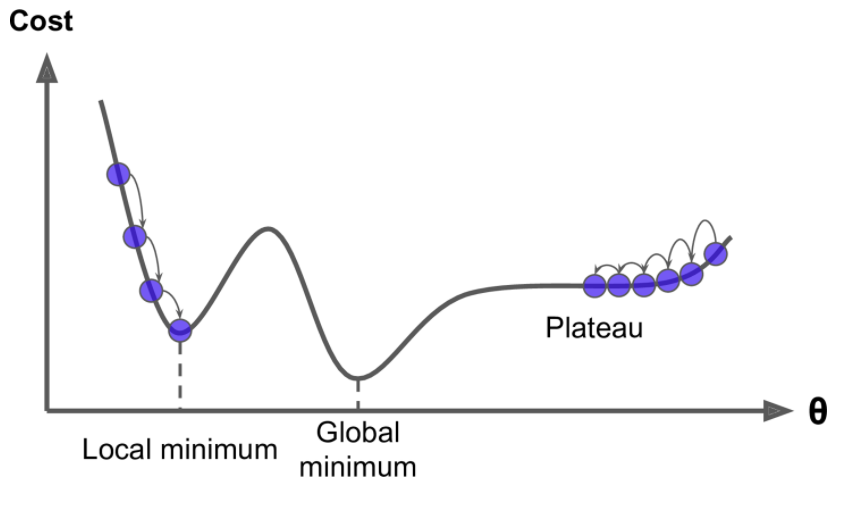 Cost
Plateau
θ
Local minimum
Global
minimum